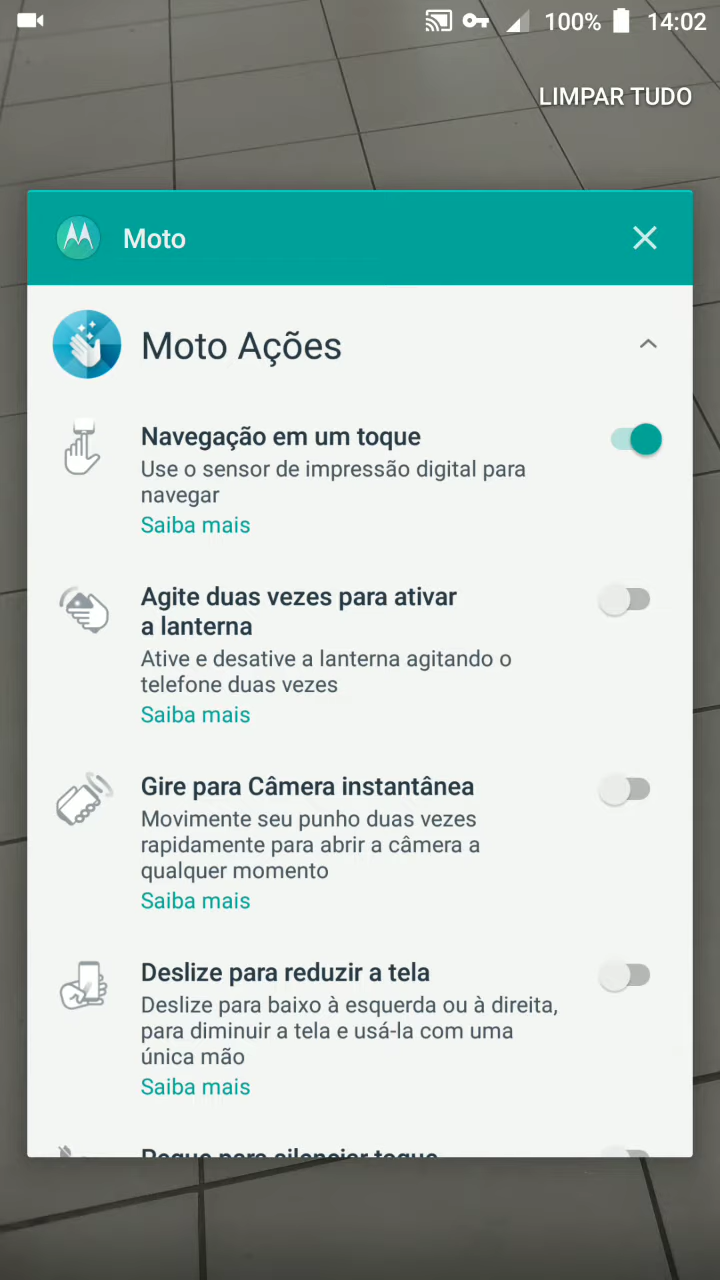 100% 14:02
LIMPAR TUDO
Moto
Moto Ações
Navegação em um toque
Use o sensor de impressão digital para
navegar
Saiba mais
Agite duas vezes para ativar
a lanterna
Ative e desative a lanterna agitando o
telefone duas vezes
Saiba mais
Gire para Câmera instantânea
Movimente seu punho duas vezes
rapidamente para abrir a câmera a
qualquer momento
Saiba mais
Deslize para reduzir a tela
Deslize para baixo à esquerda ou à direita,
para diminuir a tela e usá-la com uma
única mão
Saiba mais
Pegue para silenciar toque